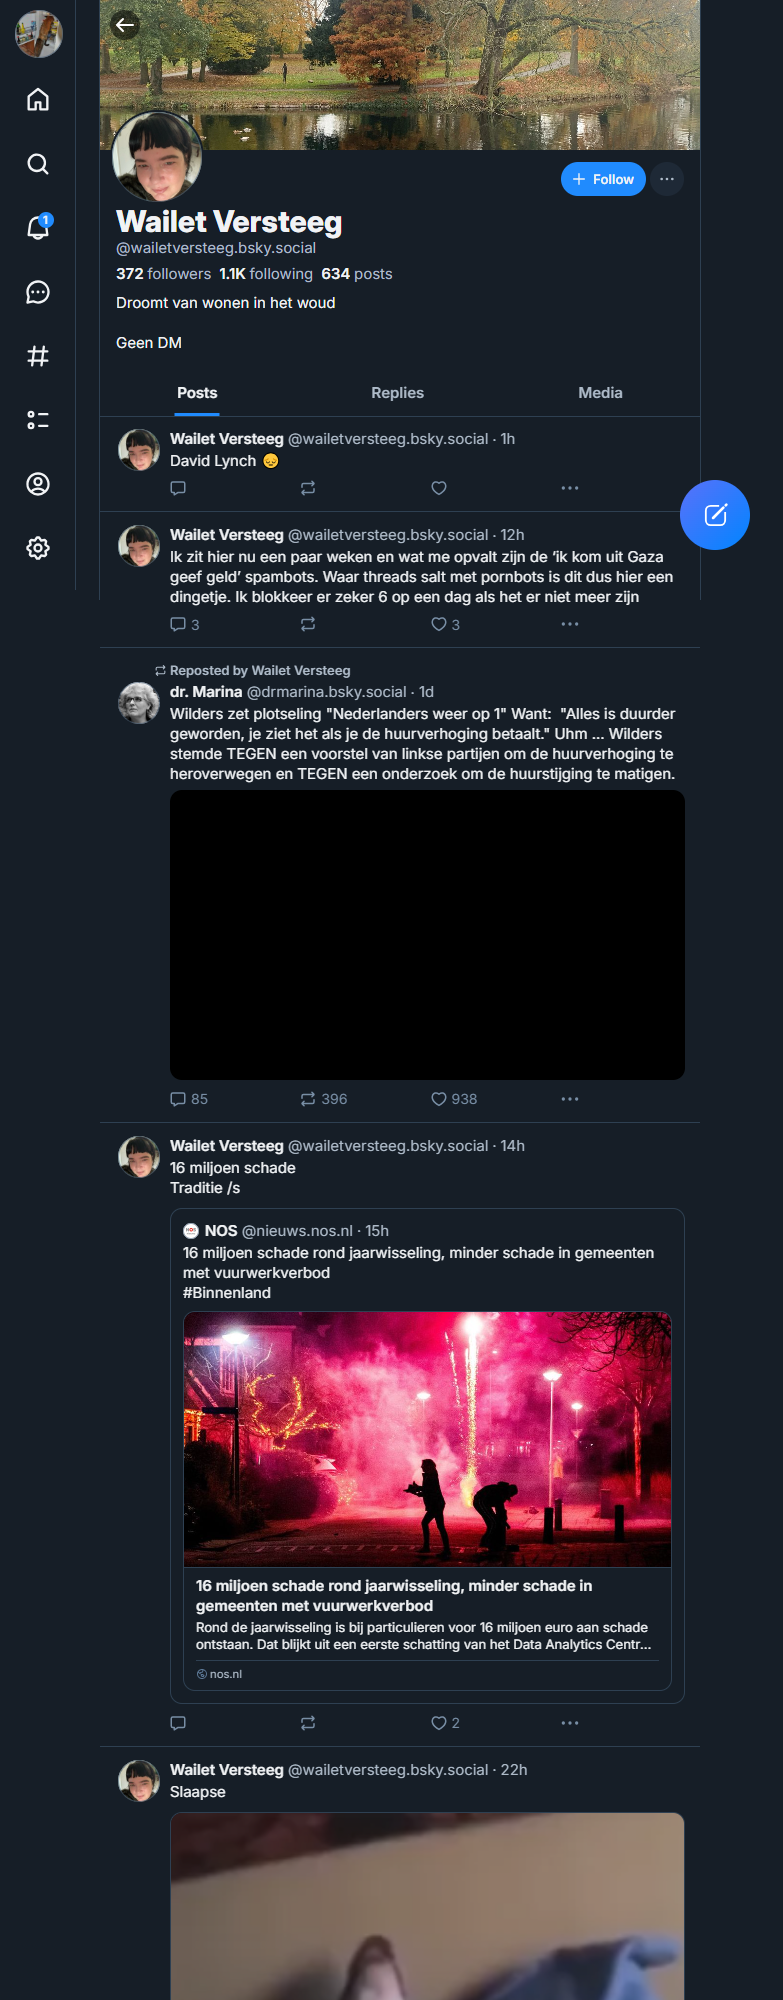 1
+ Follow
Wailet Versteeg
@wailetversteeg.bsky.social
372 followers 1.1K following 634 posts
Droomt van wonen in het woud
Geen DM
Posts Replies Media
Wailet Versteeg @wailetversteeg.bsky.social · 1h
David Lynch 😞
Wailet Versteeg @wailetversteeg.bsky.social · 12h
Ik zit hier nu een paar weken en wat me opvalt zijn de ‘ik kom uit Gaza
geef geld’ spambots. Waar threads salt met pornbots is dit dus hier een
dingetje. Ik blokkeer er zeker 6 op een dag als het er niet meer zijn
3 3
Reposted by Wailet Versteeg
dr. Marina @drmarina.bsky.social · 1d
Wilders zet plotseling "Nederlanders weer op 1" Want: "Alles is duurder
geworden, je ziet het als je de huurverhoging betaalt." Uhm ... Wilders
stemde TEGEN een voorstel van linkse partijen om de huurverhoging te
heroverwegen en TEGEN een onderzoek om de huurstijging te matigen.
85 396 938
Wailet Versteeg @wailetversteeg.bsky.social · 14h
16 miljoen schade
Traditie /s
NOS NOS @nieuws.nos.nl · 15h
16 miljoen schade rond jaarwisseling, minder schade in gemeenten
met vuurwerkverbod
#Binnenland
16 miljoen schade rond jaarwisseling, minder schade in
gemeenten met vuurwerkverbod
Rond de jaarwisseling is bij particulieren voor 16 miljoen euro aan schade
ontstaan. Dat blijkt uit een eerste schatting van het Data Analytics Centr...
nos.nl
2
Wailet Versteeg @wailetversteeg.bsky.social · 22h
Slaapse